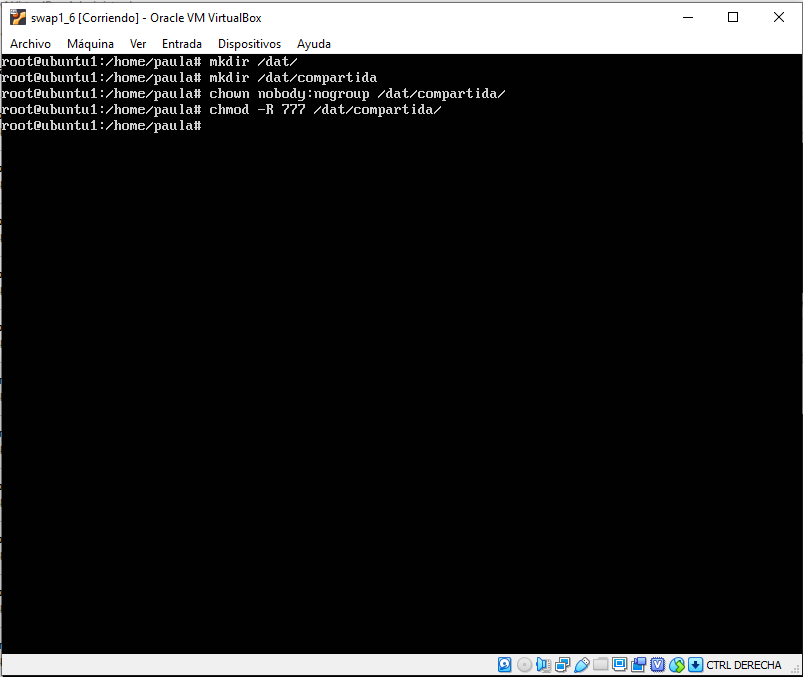 swap1_6 [Corriendo] - Oracle VM VirtualBox
Archivo Máquina Ver Entrada Dispositivos Ayuda
root@ubuntu1:/home/paula# mkdir /dat/
root@ubuntu1:/home/paula# mkdir /dat/compartida
root@ubuntu1:/home/paula# chown nobody:nogroup /dat/compartida/
root@ubuntu1:/home/paula# chmod -R 777 /dat/compartida/
root@ubuntu1:/home/paula#
CTRL DERECHA